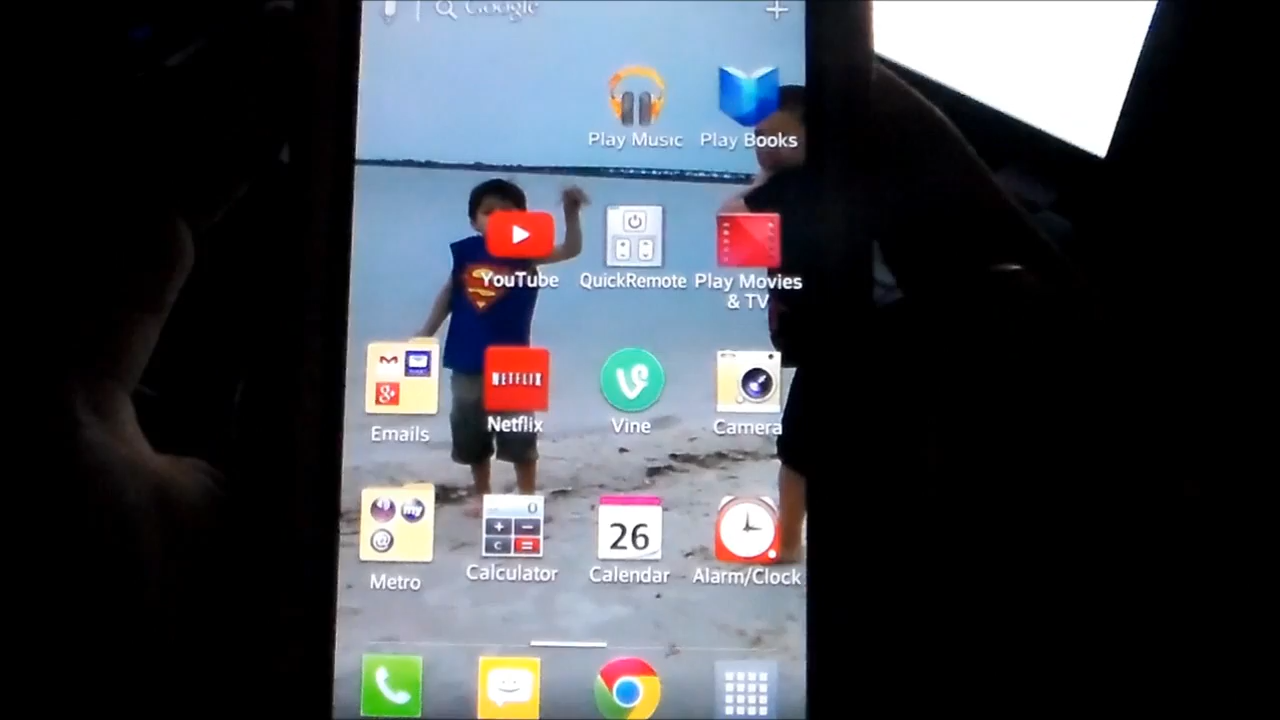 Google
Play Music
Play Books
YouTube
QuickRemote
Play Movies
& TV
NETFLIX
Emails
Netflix
Vine
Camera
my
@
26
Metro
Calculator
Calendar
Alarm/Clock